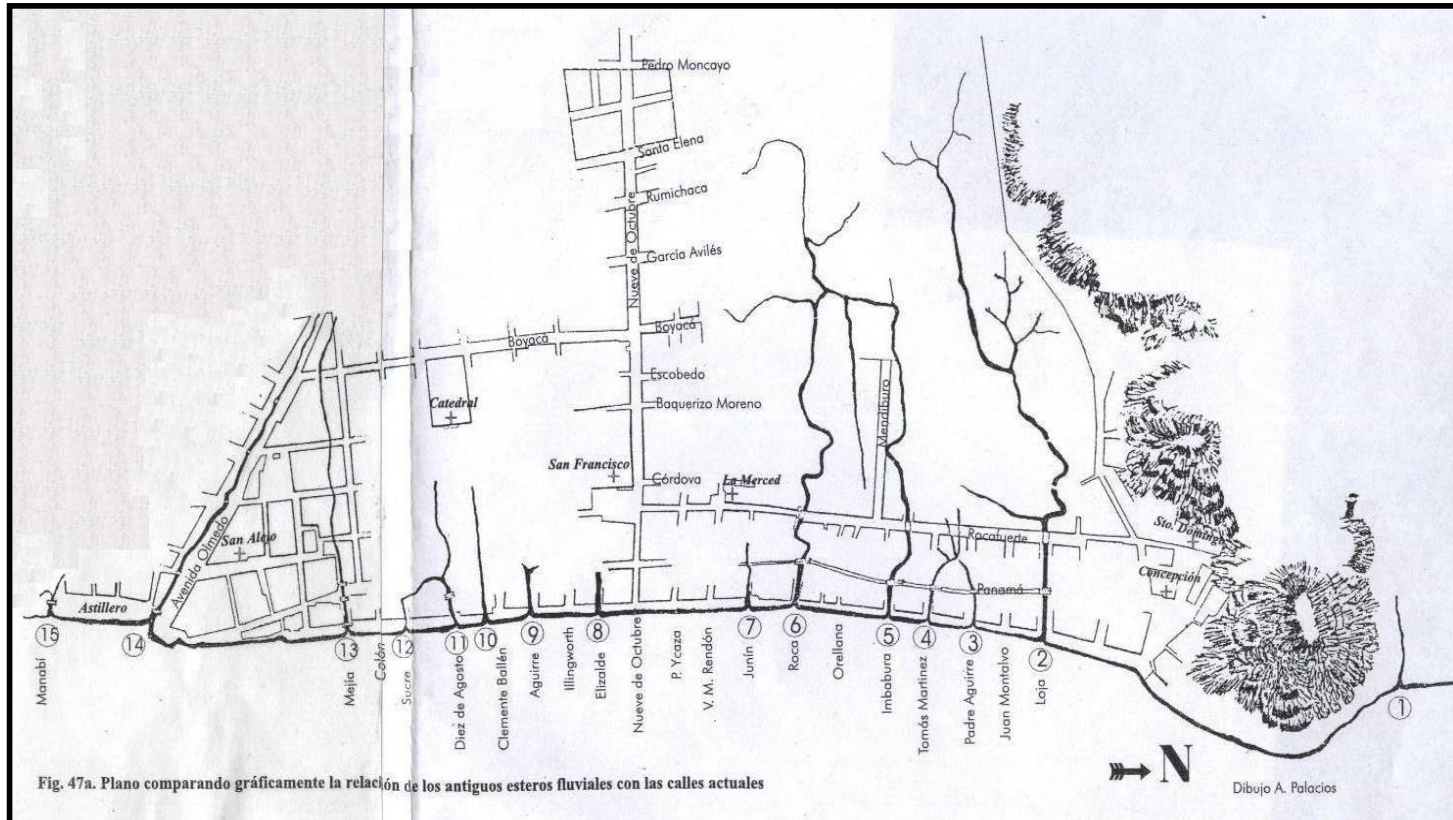 Pedro Moncayo
Santa Elena
Rumichaca
Nueve de Octubre
García Avilés
Boyacá
Boyacá
Escobedo
Catedral
Baquerizo Moreno
Mendiburo
San Francisco
Córdova
La Merced
Avenida Olmedo
San Alejo
Rocafuerte
Sto. Domingo
Concepción
Panamá
Astillero
15
14
13
12
11
10
9
8
7
6
5
4
3
2
1
Manabí
Mejía
Colón
Sucre
Diez de Agosto
Clemente Ballén
Aguirre
Illingworth
Elizalde
Nueve de Octubre
P. Ycaza
V. M. Rendón
Junín
Roca
Orellana
Imbabura
Tomás Martinez
Padre Aguirre
Juan Montalvo
Loja
N
Fig. 47a. Plano comparando gráficamente la relación de los antiguos esteros fluviales con las calles actuales
Dibujo A. Palacios